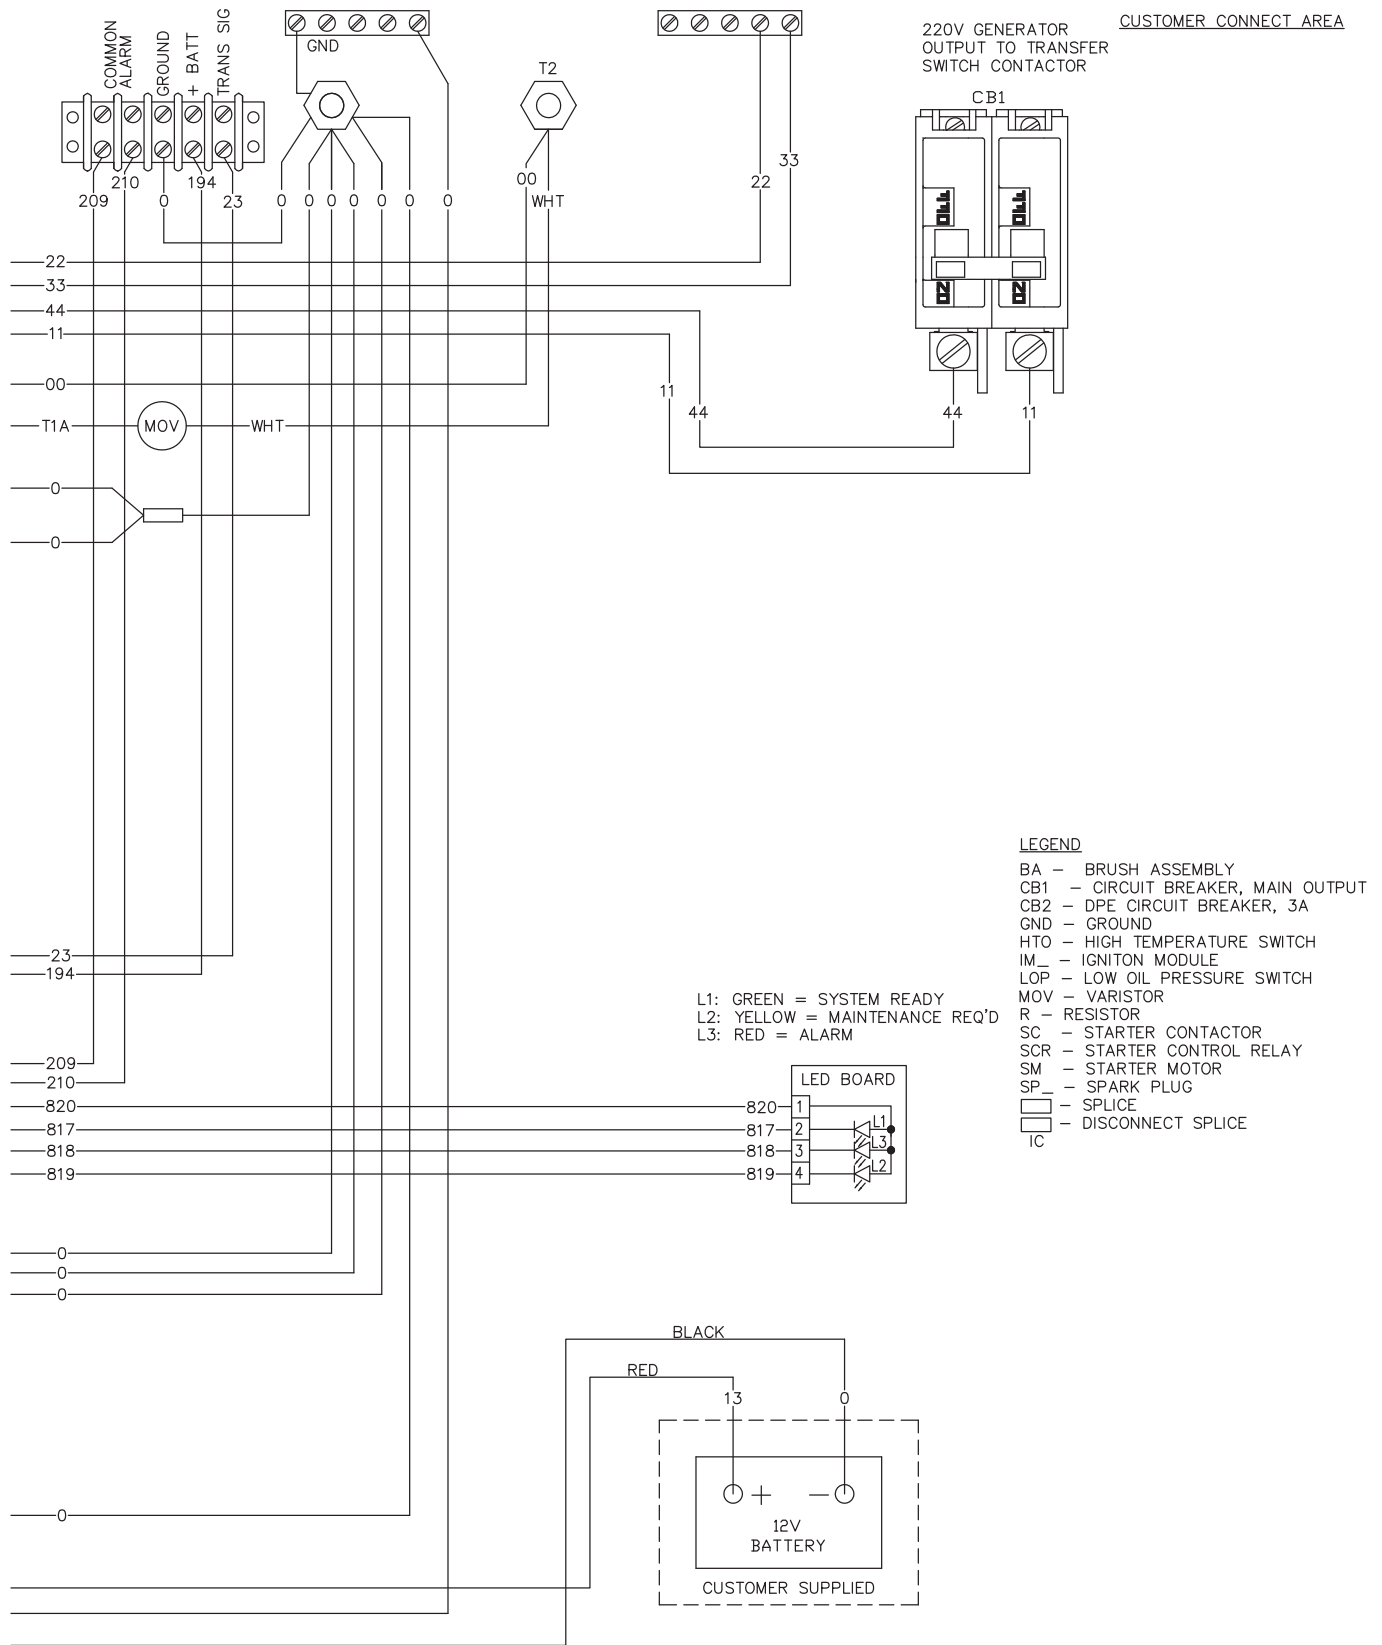 CUSTOMER CONNECT AREA
220V GENERATOR
OUTPUT TO TRANSFER
SWITCH CONTACTOR
CB1
OFF
OFF
ON
ON
44
11
COMMON
ALARM
GROUND
+ BATT
TRANS SIG
GND
T2
209
210
0
194
23
0
0
0
0
0
0
0
00
WHT
22
33
22
33
44
11
00
T1A
MOV
WHT
11
44
0
0
23
194
209
210
820
817
818
819
0
0
0
0
L1: GREEN = SYSTEM READY
L2: YELLOW = MAINTENANCE REQ'D
L3: RED = ALARM
LED BOARD
820 1
817 2 L1
818 3 L3
819 4 L2
LEGEND
BA – BRUSH ASSEMBLY
CB1 – CIRCUIT BREAKER, MAIN OUTPUT
CB2 – DPE CIRCUIT BREAKER, 3A
GND – GROUND
HTO – HIGH TEMPERATURE SWITCH
IM_ – IGNITON MODULE
LOP – LOW OIL PRESSURE SWITCH
MOV – VARISTOR
R – RESISTOR
SC – STARTER CONTACTOR
SCR – STARTER CONTROL RELAY
SM – STARTER MOTOR
SP_ – SPARK PLUG
– SPLICE
– DISCONNECT SPLICE
IC
BLACK
RED
13
0
+ –
12V
BATTERY
CUSTOMER SUPPLIED